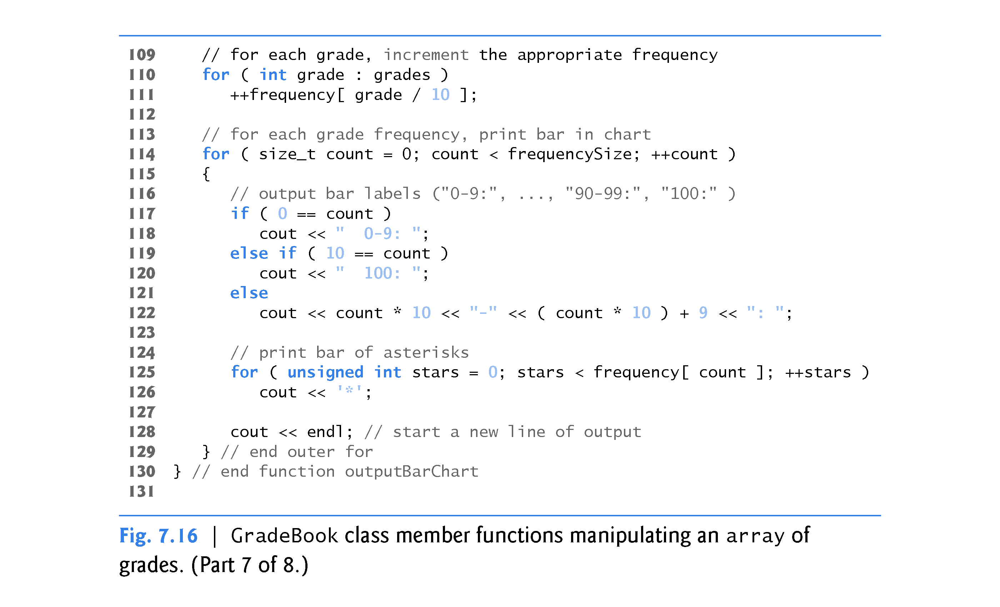 109     // for each grade, increment the appropriate frequency
110     for ( int grade : grades )
111        ++frequency[ grade / 10 ];
112
113     // for each grade frequency, print bar in chart
114     for ( size_t count = 0; count < frequencySize; ++count )
115     {
116        // output bar labels ("0-9:", ..., "90-99:", "100:" )
117        if ( 0 == count )
118           cout << "  0-9: ";
119        else if ( 10 == count )
120           cout << "  100: ";
121        else
122           cout << count * 10 << "-" << ( count * 10 ) + 9 << ": ";
123
124        // print bar of asterisks
125        for ( unsigned int stars = 0; stars < frequency[ count ]; ++stars )
126           cout << '*';
127
128        cout << endl; // start a new line of output
129     } // end outer for
130  } // end function outputBarChart
131
Fig. 7.16 | GradeBook class member functions manipulating an array of
grades. (Part 7 of 8.)